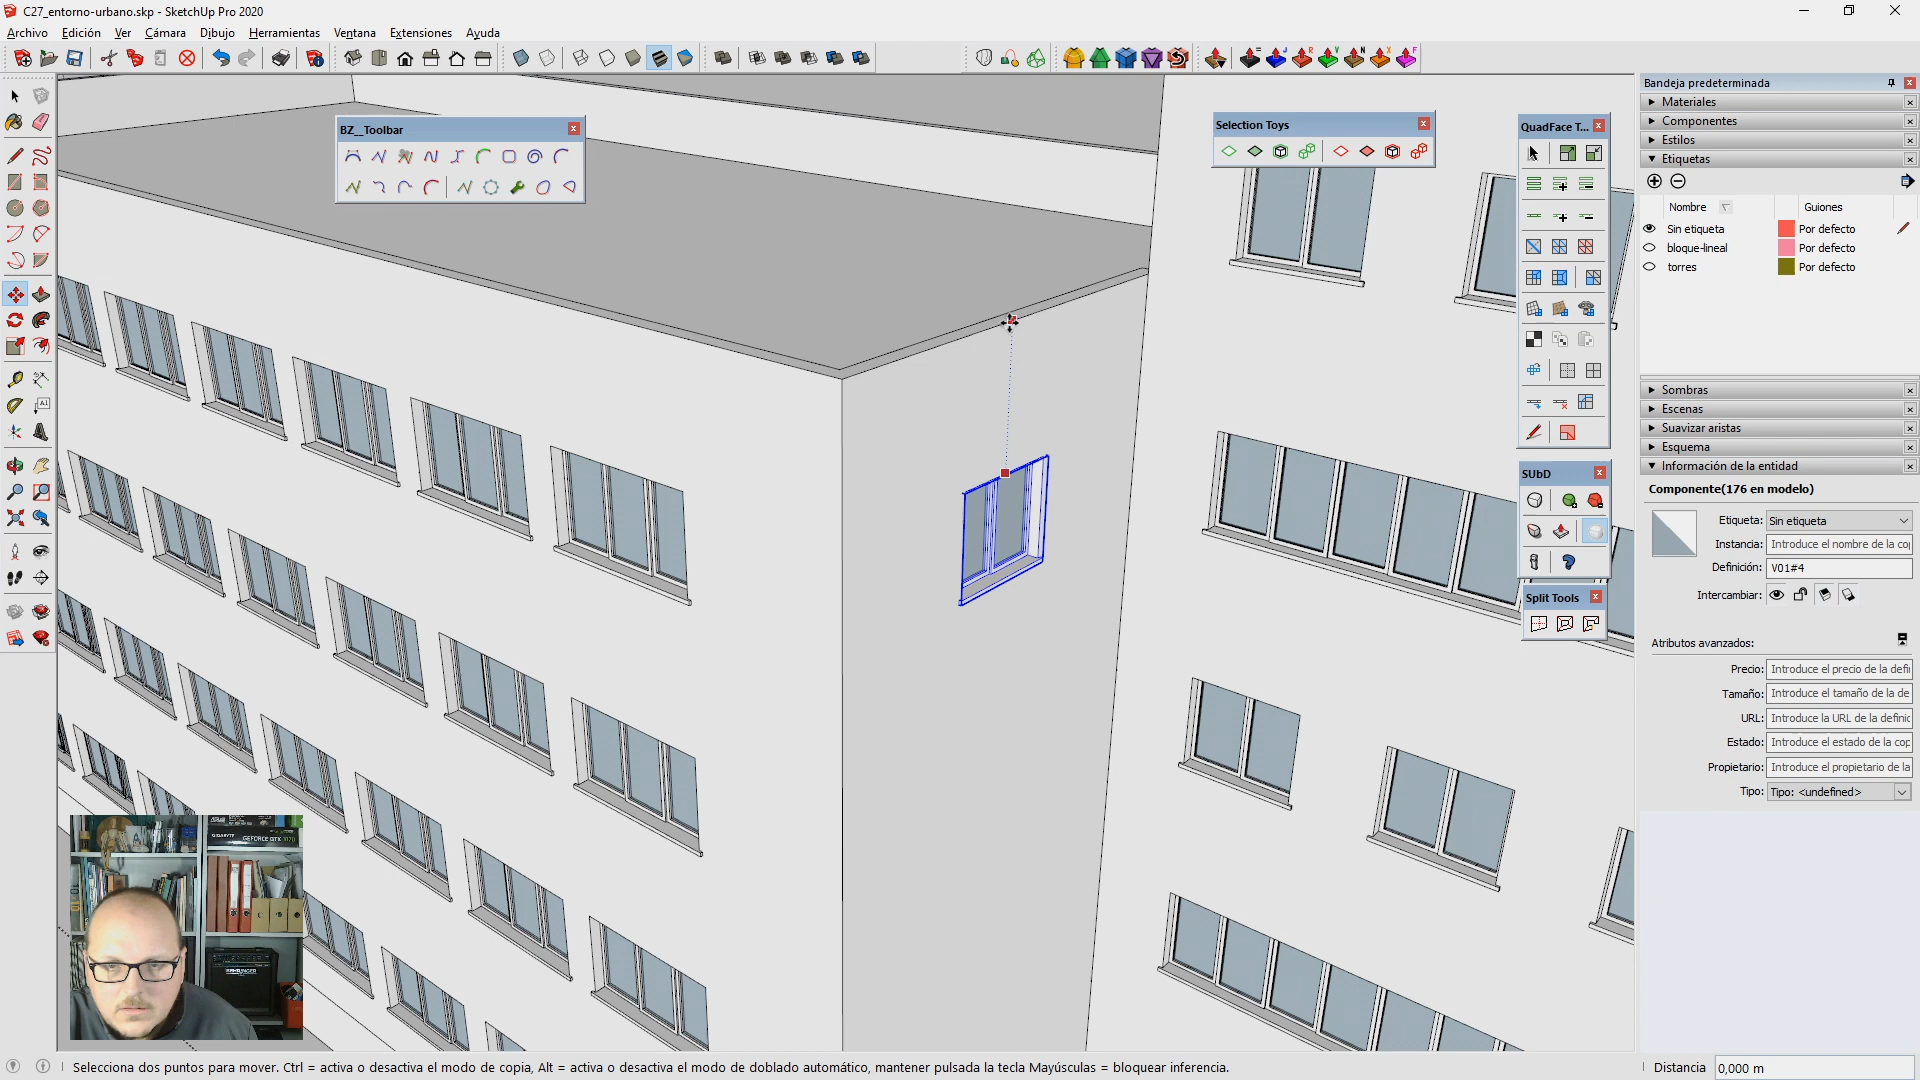 C27_entorno-urbano.skp - SketchUp Pro 2020
Archivo Edición Ver Cámara Dibujo Herramientas Ventana Extensiones Ayuda
BZ__Toolbar
Selection Toys
QuadFace T...
SUbD
Split Tools
Bandeja predeterminada
Materiales
Componentes
Estilos
Etiquetas
Nombre Guiones
Sin etiqueta Por defecto
bloque-lineal Por defecto
torres Por defecto
Sombras
Escenas
Suavizar aristas
Esquema
Información de la entidad
Componente(176 en modelo)
Etiqueta: Sin etiqueta
Instancia: Introduce el nombre de la co
Definición: V01#4
Intercambiar:
Atributos avanzados:
Precio: Introduce el precio de la defi
Tamaño: Introduce el tamaño de la de
URL: Introduce la URL de la definic
Estado: Introduce el estado de la cop
Propietario: Introduce el propietario de la
Tipo: Tipo: <undefined>
GIGABYTE
GEFORCE GTX 1070
BEHRINGER
Selecciona dos puntos para mover. Ctrl = activa o desactiva el modo de copia, Alt = activa o desactiva el modo de doblado automático, mantener pulsada la tecla Mayúsculas = bloquear inferencia.
Distancia 0,000 m